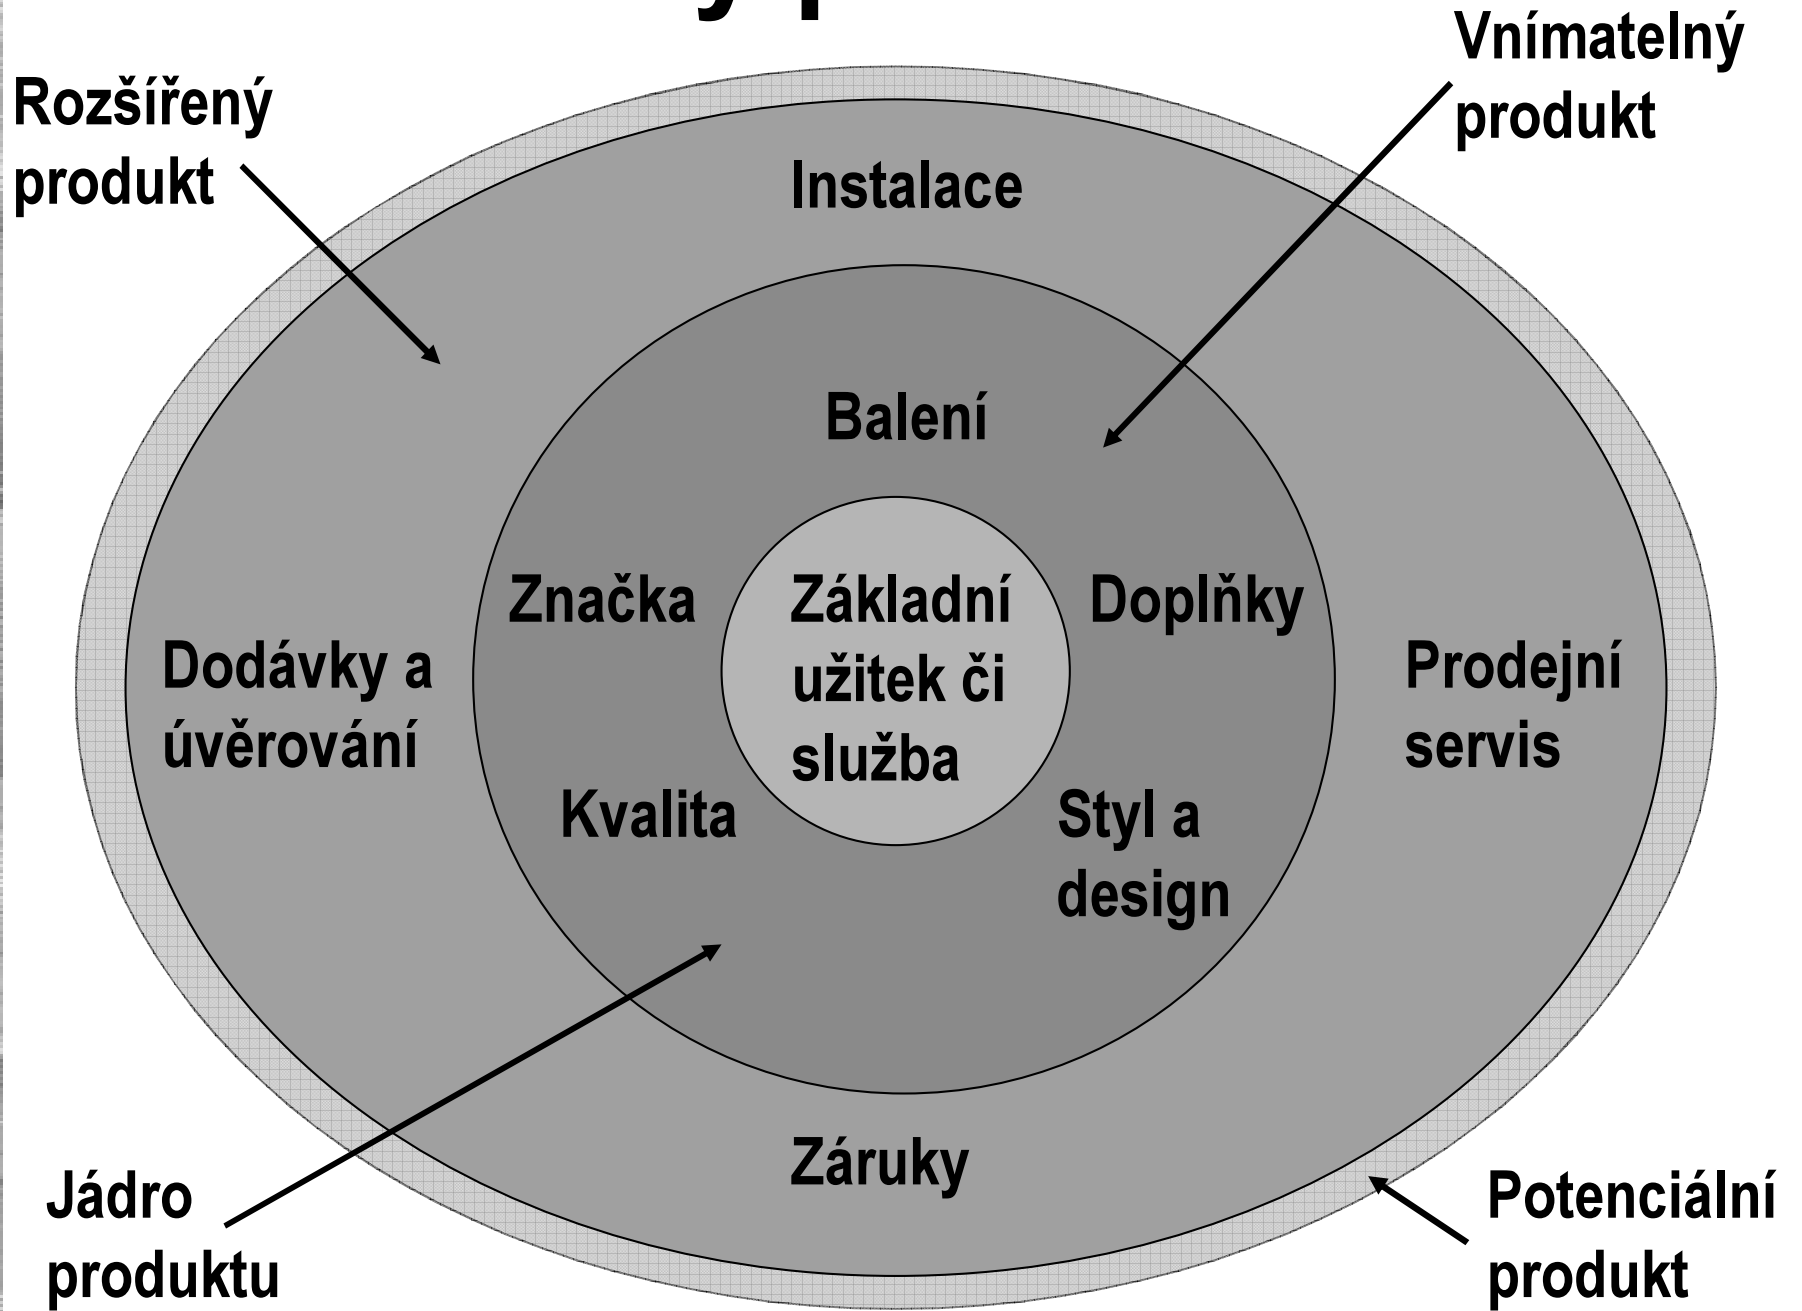 Vnímatelný
produkt
Rozšířený
produkt
Instalace
Balení
Značka
Základní
užitek či
služba
Doplňky
Dodávky a
úvěrování
Prodejní
servis
Kvalita
Styl a
design
Záruky
Jádro
produktu
Potenciální
produkt